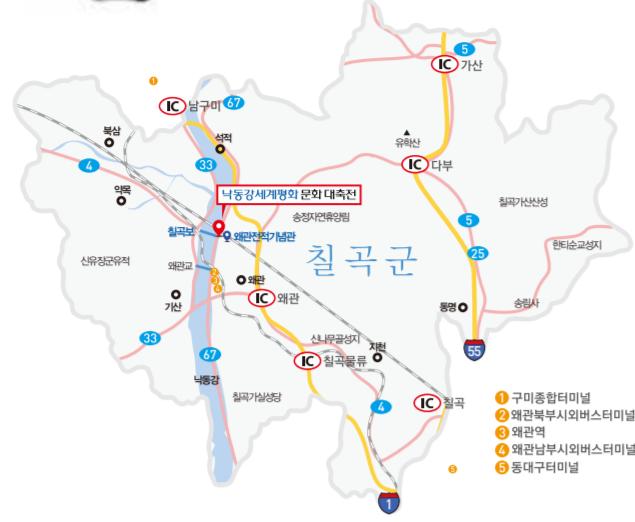 5
IC 가산
1
IC 남구미
67
북삼
석적
유학산
4
33
IC 다부
약목
낙동강세계평화 문화 대축전
칠곡가산산성
송정자연휴양림
5
칠곡보
왜관전적기념관
한티순교성지
신유장군유적
칠곡군
25
왜관교
2
3
4
왜관
가산
IC 왜관
동명
송림사
33
신나무골성지
지천
55
67
IC 칠곡물류
낙동강
칠곡가실성당
4
IC 칠곡
1 구미종합터미널
2 왜관북부시외버스터미널
3 왜관역
4 왜관남부시외버스터미널
5 동대구터미널
5
1